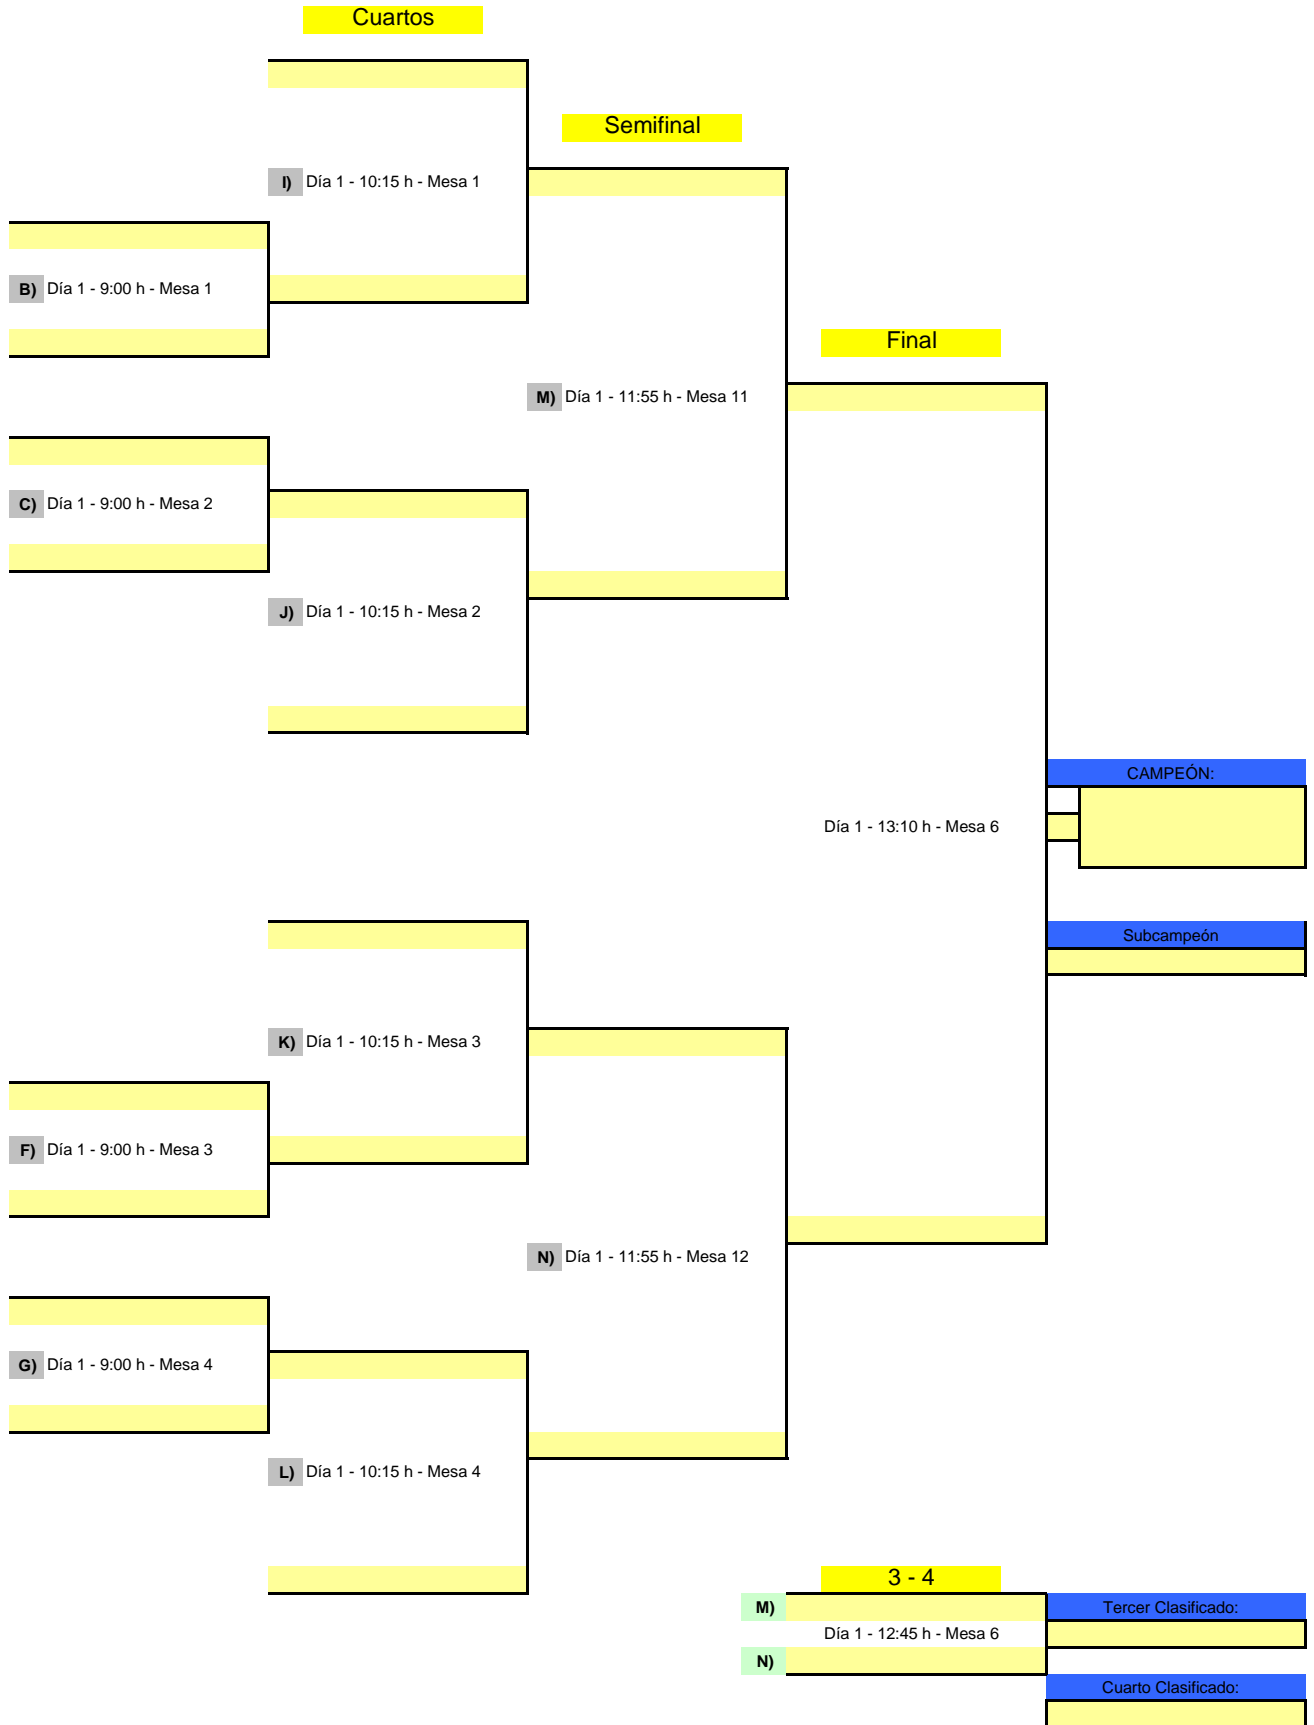 Cuartos
Semifinal
I) Día 1 - 10:15 h - Mesa 1
B) Día 1 - 9:00 h - Mesa 1
Final
M) Día 1 - 11:55 h - Mesa 11
C) Día 1 - 9:00 h - Mesa 2
J) Día 1 - 10:15 h - Mesa 2
CAMPEÓN:
Día 1 - 13:10 h - Mesa 6
Subcampeón
K) Día 1 - 10:15 h - Mesa 3
F) Día 1 - 9:00 h - Mesa 3
N) Día 1 - 11:55 h - Mesa 12
G) Día 1 - 9:00 h - Mesa 4
L) Día 1 - 10:15 h - Mesa 4
3 - 4
M)
Tercer Clasificado:
Día 1 - 12:45 h - Mesa 6
N)
Cuarto Clasificado: